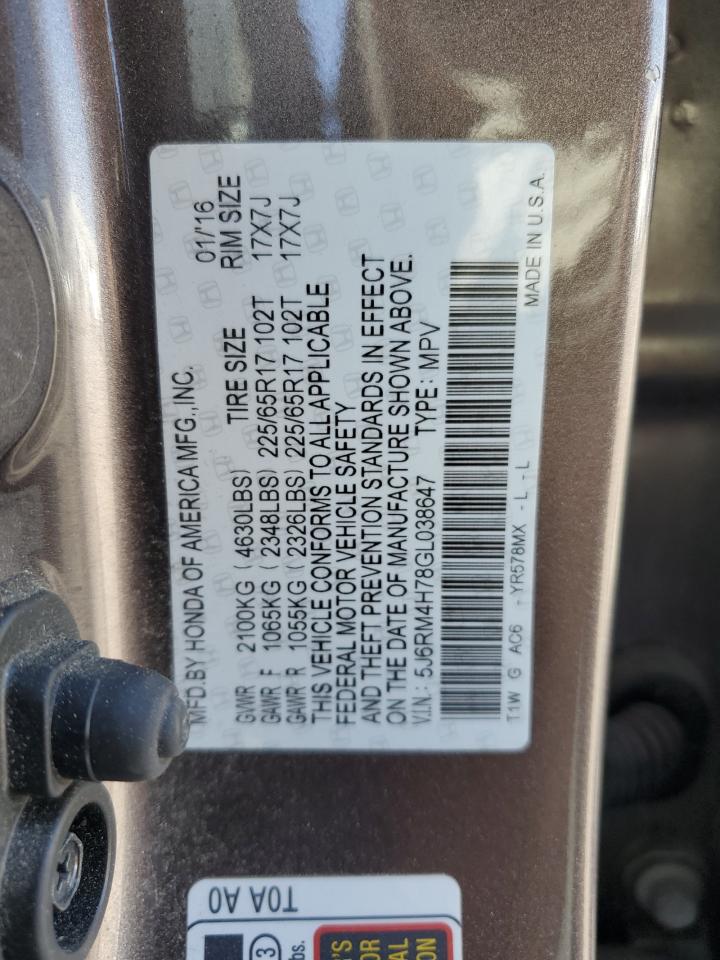 MFD.BY HONDA OF AMERICA MFG.,INC. 01/'16
TIRE SIZE RIM SIZE
GVWR 2100KG (4630LBS)
GAWR F 1065KG (2348LBS) 225/65R17 102T 17X7J
GAWR R 1055KG (2326LBS) 225/65R17 102T 17X7J
THIS VEHICLE CONFORMS TO ALL APPLICABLE
FEDERAL MOTOR VEHICLE SAFETY
AND THEFT PREVENTION STANDARDS IN EFFECT
ON THE DATE OF MANUFACTURE SHOWN ABOVE.
V.I.N.: 5J6RM4H78GL038647 TYPE: MPV
T1W G AC6 -YR578MX -L -L MADE IN U.S.A.
T0A A0
3
lbs.